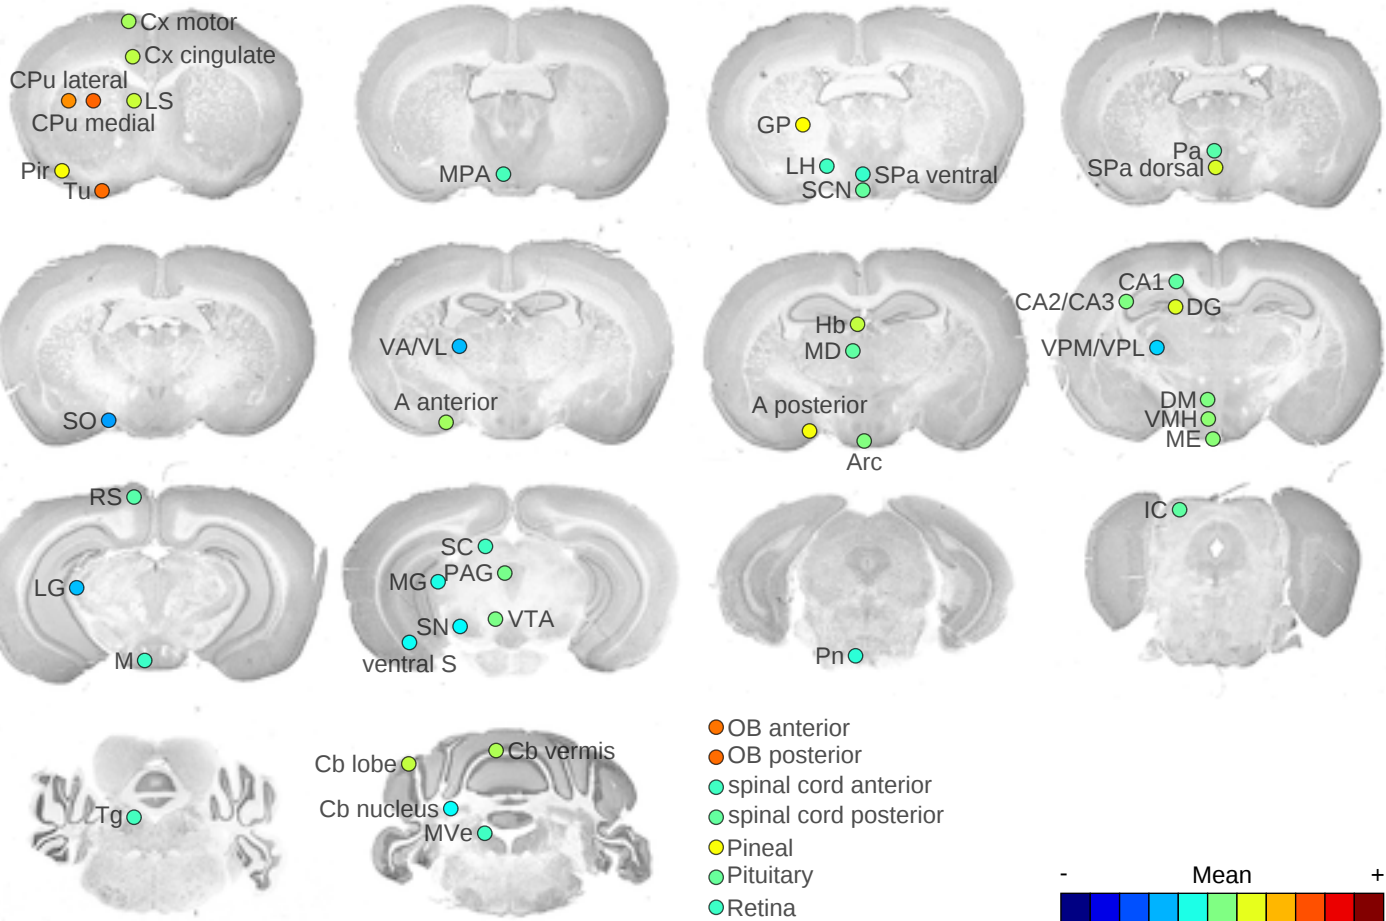 Cx motor
Cx cingulate
CPu lateral
LS
CPu medial
Pir
Tu
MPA
GP
LH
SPa ventral
SCN
Pa
SPa dorsal
SO
VA/VL
A anterior
Hb
MD
A posterior
Arc
CA1
CA2/CA3
DG
VPM/VPL
DM
VMH
ME
RS
LG
M
SC
PAG
MG
VTA
SN
ventral S
Pn
IC
Tg
Cb vermis
Cb lobe
Cb nucleus
MVe
OB anterior
OB posterior
spinal cord anterior
spinal cord posterior
Pineal
Pituitary
Retina
- Mean +